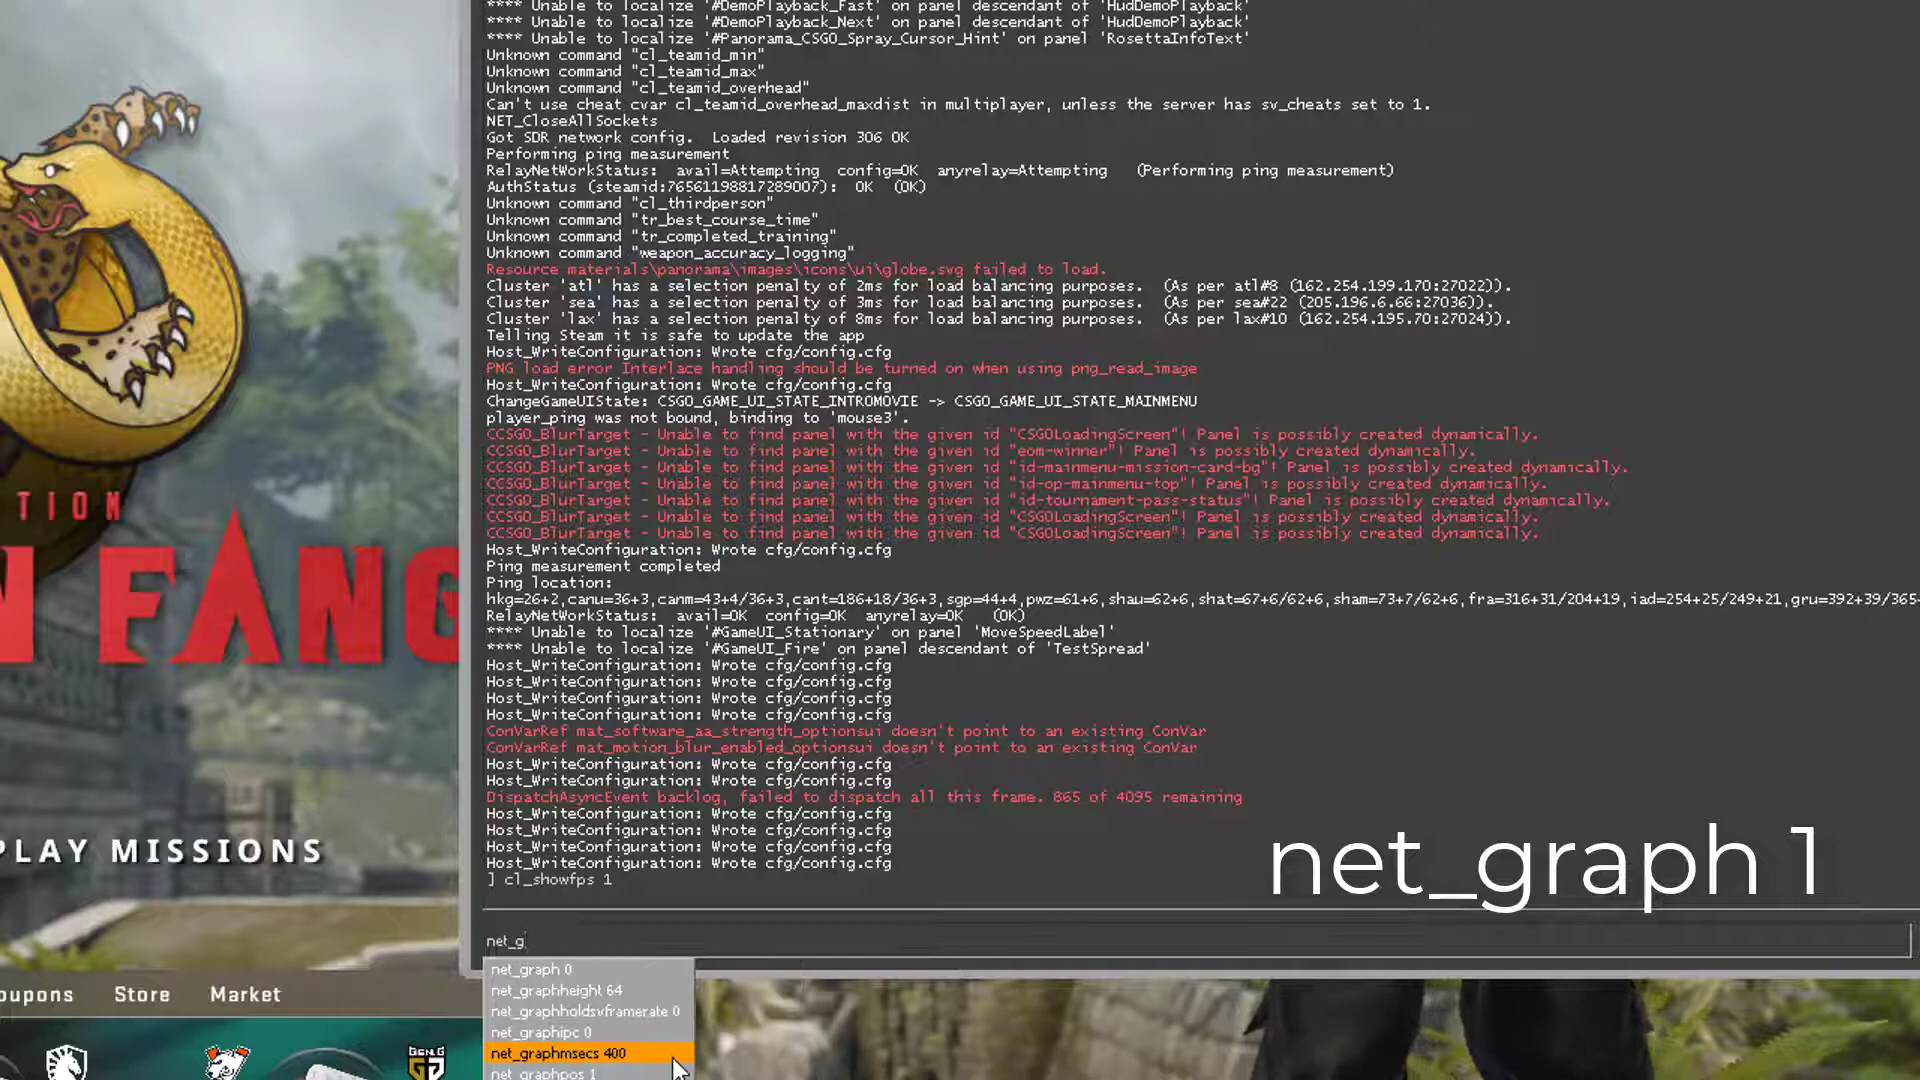 **** Unable to localize '#DemoPlayback_Fast' on panel descendant of 'HudDemoPlayback'
**** Unable to localize '#DemoPlayback_Next' on panel descendant of 'HudDemoPlayback'
**** Unable to localize '#Panorama_CSGO_Spray_Cursor_Hint' on panel 'RosettaInfoText'
Unknown command "cl_teamid_min"
Unknown command "cl_teamid_max"
Unknown command "cl_teamid_overhead"
Can't use cheat cvar cl_teamid_overhead_maxdist in multiplayer, unless the server has sv_cheats set to 1.
NET_CloseAllSockets
Got SDR network config.  Loaded revision 306 OK
Performing ping measurement
RelayNetWorkStatus:  avail=Attempting  config=OK  anyrelay=Attempting   (Performing ping measurement)
AuthStatus (steamid:76561198817289007):  OK  (OK)
Unknown command "cl_thirdperson"
Unknown command "tr_best_course_time"
Unknown command "tr_completed_training"
Unknown command "weapon_accuracy_logging"
Resource materials\panorama\images\icons\ui\globe.svg failed to load.
Cluster 'atl' has a selection penalty of 2ms for load balancing purposes.  (As per atl#8 (162.254.199.170:27022)).
Cluster 'sea' has a selection penalty of 3ms for load balancing purposes.  (As per sea#22 (205.196.6.66:27036)).
Cluster 'lax' has a selection penalty of 8ms for load balancing purposes.  (As per lax#10 (162.254.195.70:27024)).
Telling Steam it is safe to update the app
Host_WriteConfiguration: Wrote cfg/config.cfg
PNG load error Interlace handling should be turned on when using png_read_image
Host_WriteConfiguration: Wrote cfg/config.cfg
ChangeGameUIState: CSGO_GAME_UI_STATE_INTROMOVIE -> CSGO_GAME_UI_STATE_MAINMENU
player_ping was not bound, binding to 'mouse3'.
CCSGO_BlurTarget - Unable to find panel with the given id "CSGOLoadingScreen"! Panel is possibly created dynamically.
CCSGO_BlurTarget - Unable to find panel with the given id "eom-winner"! Panel is possibly created dynamically.
CCSGO_BlurTarget - Unable to find panel with the given id "id-mainmenu-mission-card-bg"! Panel is possibly created dynamically.
CCSGO_BlurTarget - Unable to find panel with the given id "id-op-mainmenu-top"! Panel is possibly created dynamically.
CCSGO_BlurTarget - Unable to find panel with the given id "id-tournament-pass-status"! Panel is possibly created dynamically.
CCSGO_BlurTarget - Unable to find panel with the given id "CSGOLoadingScreen"! Panel is possibly created dynamically.
CCSGO_BlurTarget - Unable to find panel with the given id "CSGOLoadingScreen"! Panel is possibly created dynamically.
Host_WriteConfiguration: Wrote cfg/config.cfg
Ping measurement completed
Ping location:
hkg=26+2,canu=36+3,canm=43+4/36+3,cant=186+18/36+3,sgp=44+4,pwz=61+6,shau=62+6,shat=67+6/62+6,sham=73+7/62+6,fra=316+31/204+19,iad=254+25/249+21,gru=392+39/365-
RelayNetWorkStatus:  avail=OK  config=OK  anyrelay=OK   (OK)
**** Unable to localize '#GameUI_Stationary' on panel 'MoveSpeedLabel'
**** Unable to localize '#GameUI_Fire' on panel descendant of 'TestSpread'
Host_WriteConfiguration: Wrote cfg/config.cfg
Host_WriteConfiguration: Wrote cfg/config.cfg
Host_WriteConfiguration: Wrote cfg/config.cfg
Host_WriteConfiguration: Wrote cfg/config.cfg
ConVarRef mat_software_aa_strength_optionsui doesn't point to an existing ConVar
ConVarRef mat_motion_blur_enabled_optionsui doesn't point to an existing ConVar
Host_WriteConfiguration: Wrote cfg/config.cfg
Host_WriteConfiguration: Wrote cfg/config.cfg
DispatchAsyncEvent backlog, failed to dispatch all this frame. 865 of 4095 remaining
Host_WriteConfiguration: Wrote cfg/config.cfg
Host_WriteConfiguration: Wrote cfg/config.cfg
Host_WriteConfiguration: Wrote cfg/config.cfg
Host_WriteConfiguration: Wrote cfg/config.cfg
] cl_showfps 1
net_g
net_graph 0
net_graphheight 64
net_graphholdsvframerate 0
net_graphipc 0
net_graphmsecs 400
net_graphpos 1
net_graph 1
TION
N FANG
PLAY MISSIONS
oupons Store Market
GEN.G